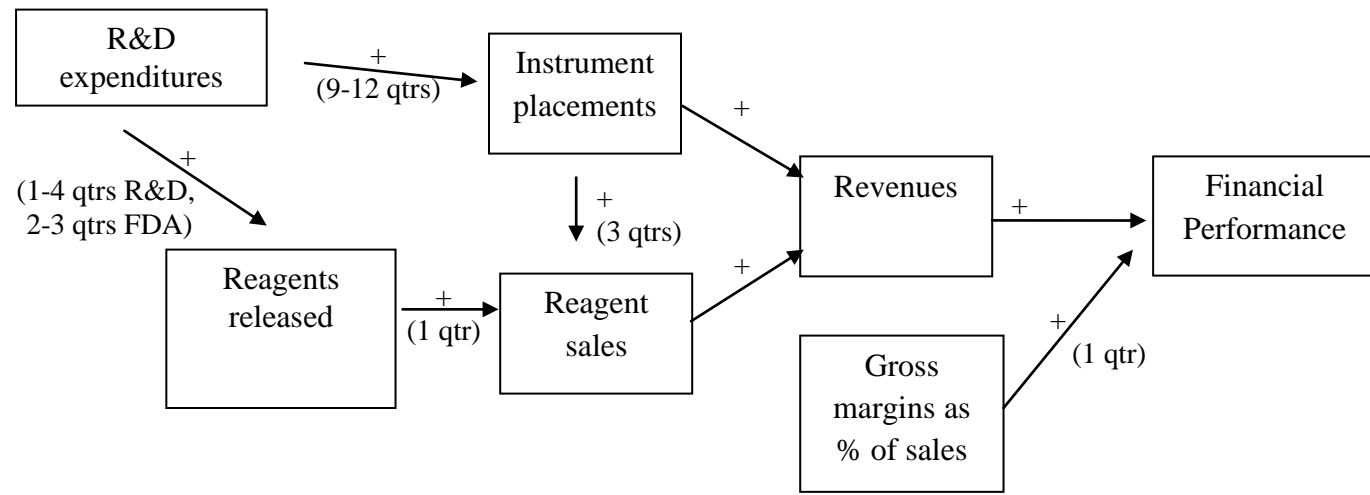 R&D
expenditures
+
(9-12 qtrs)
Instrument
placements
+
+
(1-4 qtrs R&D,
2-3 qtrs FDA)
+
(3 qtrs)
Revenues
+
Financial
Performance
Reagents
released
+
(1 qtr)
Reagent
sales
+
Gross
margins as
% of sales
+
(1 qtr)